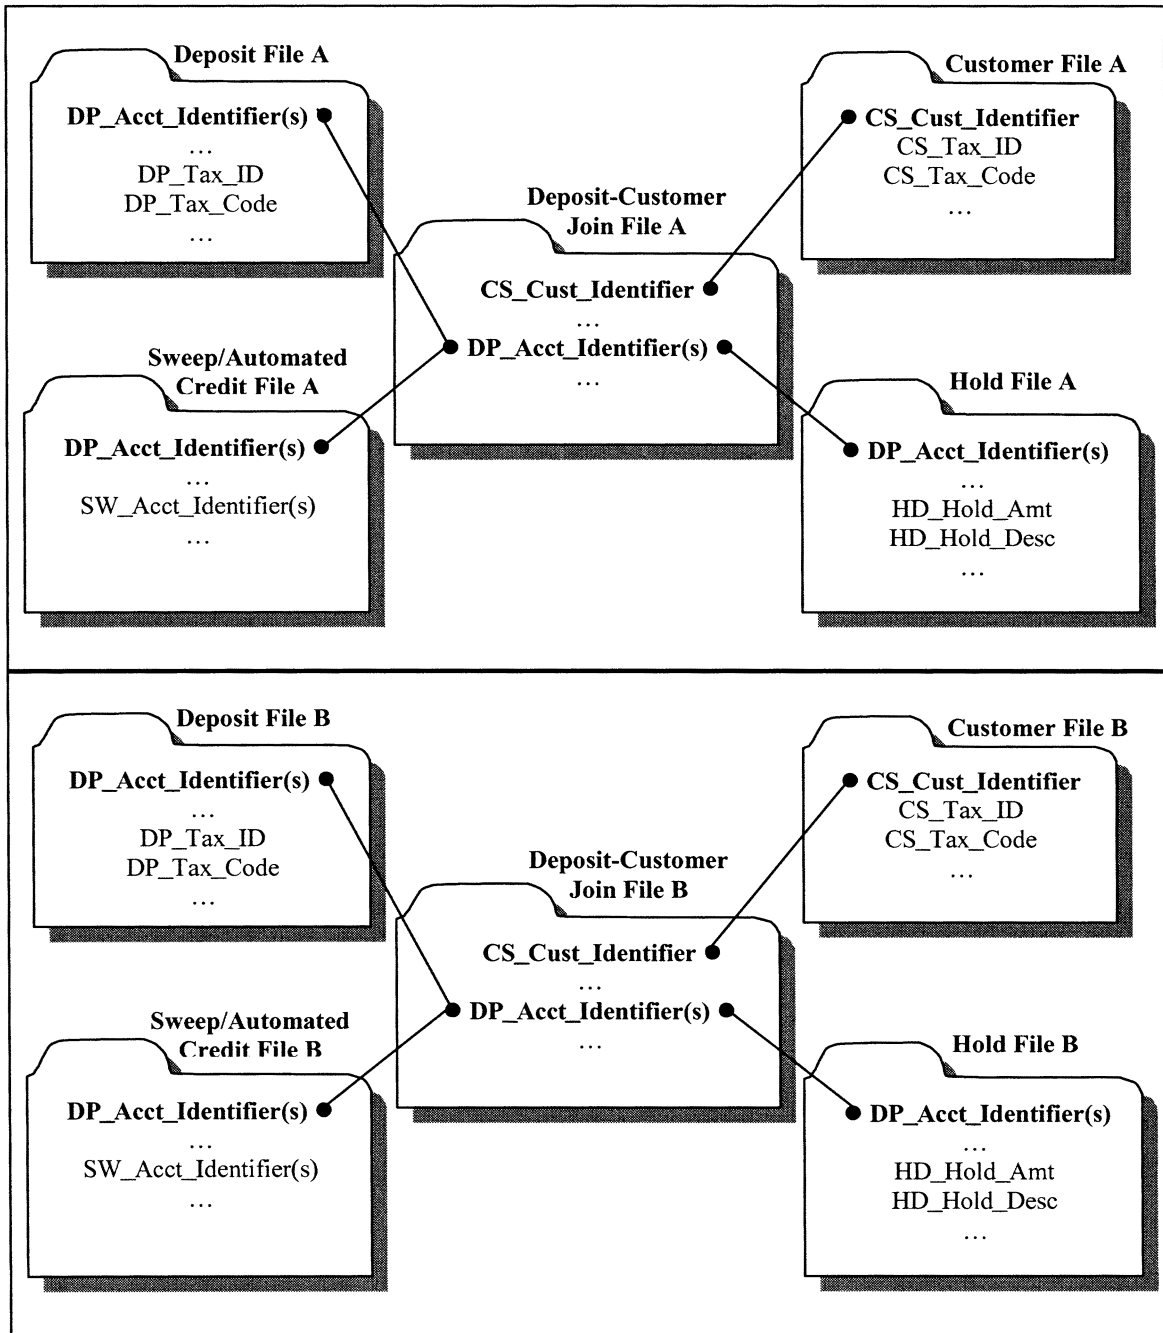 Deposit File A
DP_Acct_Identifier(s)
...
DP_Tax_ID
DP_Tax_Code
...
Customer File A
CS_Cust_Identifier
CS_Tax_ID
CS_Tax_Code
...
Deposit-Customer
Join File A
CS_Cust_Identifier
...
DP_Acct_Identifier(s)
...
Sweep/Automated
Credit File A
DP_Acct_Identifier(s)
...
SW_Acct_Identifier(s)
...
Hold File A
DP_Acct_Identifier(s)
...
HD_Hold_Amt
HD_Hold_Desc
...
Deposit File B
DP_Acct_Identifier(s)
...
DP_Tax_ID
DP_Tax_Code
...
Customer File B
CS_Cust_Identifier
CS_Tax_ID
CS_Tax_Code
...
Deposit-Customer
Join File B
CS_Cust_Identifier
...
DP_Acct_Identifier(s)
...
Sweep/Automated
Credit File B
DP_Acct_Identifier(s)
...
SW_Acct_Identifier(s)
...
Hold File B
DP_Acct_Identifier(s)
...
HD_Hold_Amt
HD_Hold_Desc
...